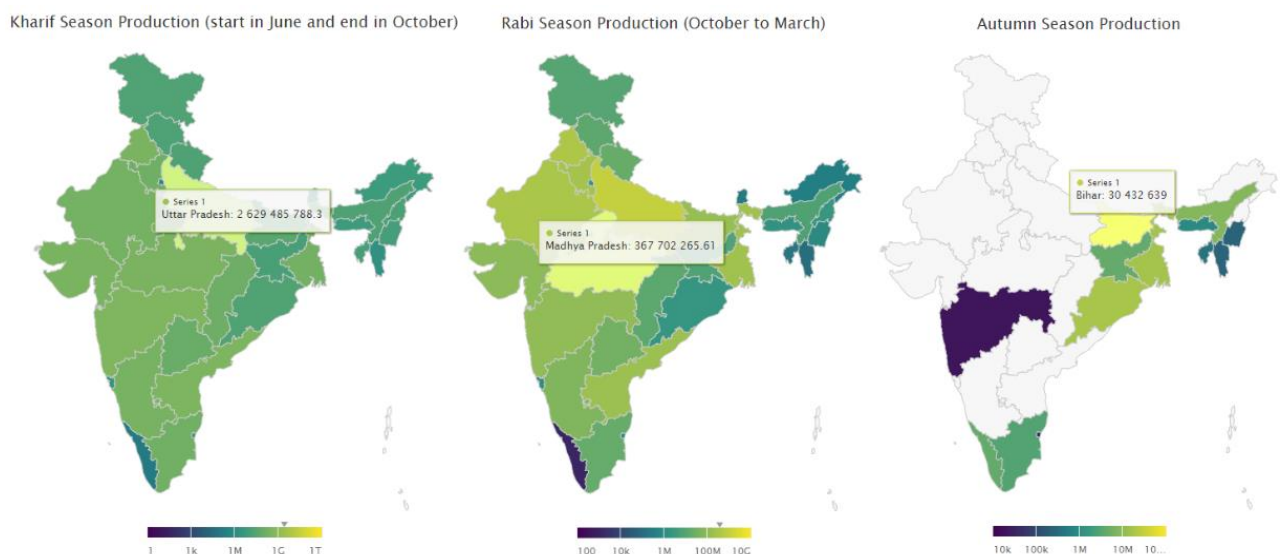 Kharif Season Production (start in June and end in October)
Rabi Season Production (October to March)
Autumn Season Production
Series 1
Uttar Pradesh: 2 629 485 788.3
Series 1
Madhya Pradesh: 367 702 265.61
Series 1
Bihar: 30 432 639
1 1k 1M 1G 1T
100 10k 1M 100M 10G
10k 100k 1M 10M 10...